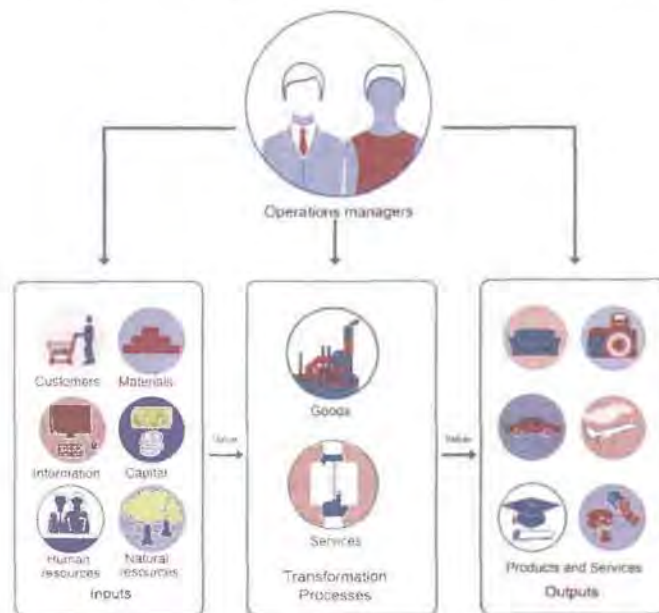 Operations managers
Customers
Materials
Information
Capital
Human
resources
Natural
resources
Inputs
Value
Goods
Services
Transformation
Processes
Value
Products and Services
Outputs